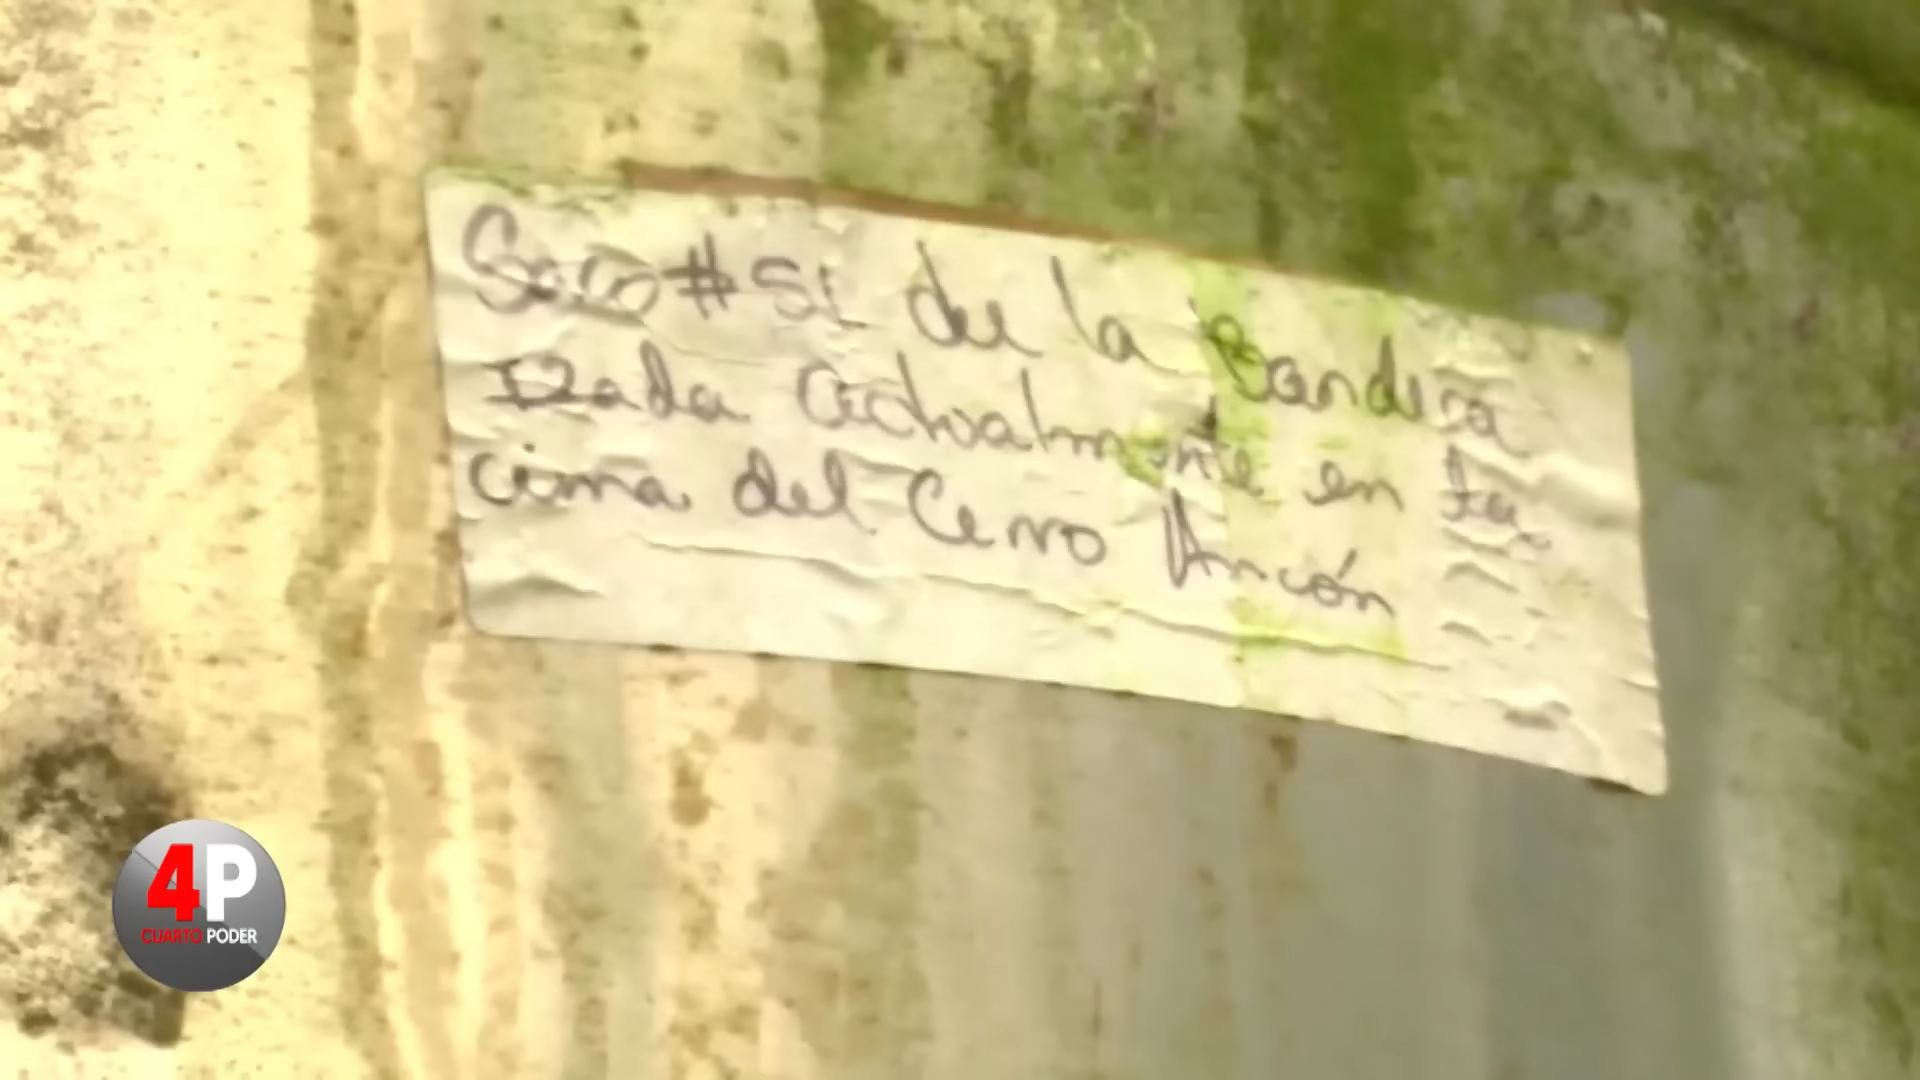 Saco # 51 de la Bandera
Izada Actualmente en la
cima del Cerro Ancón
4P
CUARTO PODER